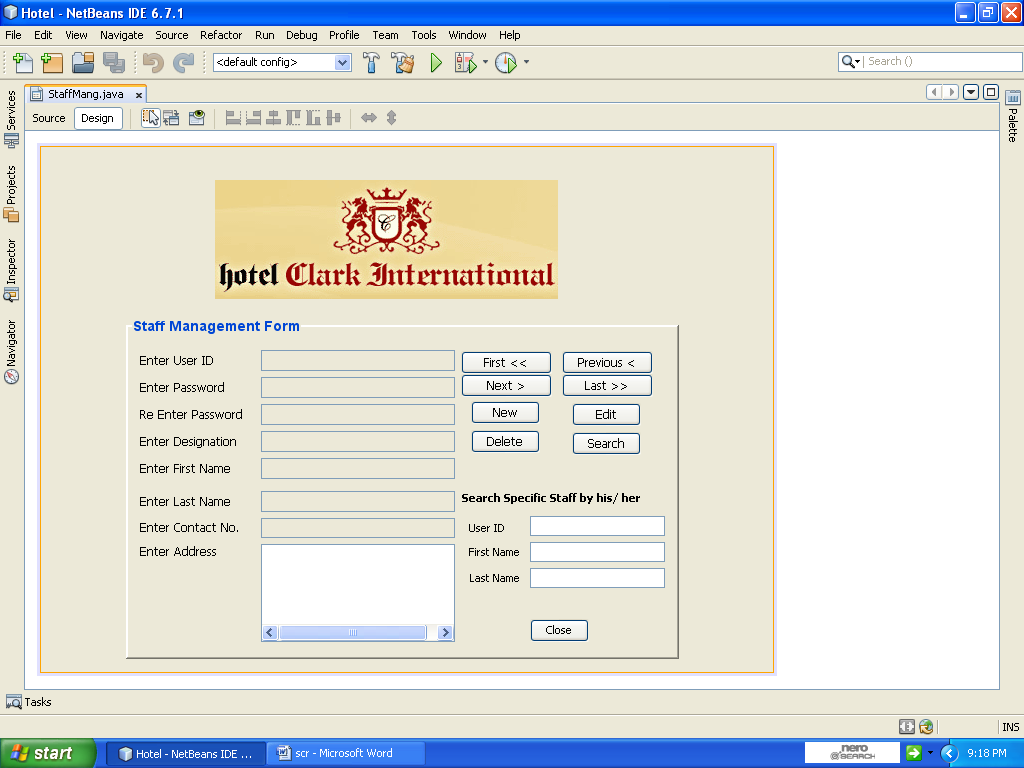 Hotel - NetBeans IDE 6.7.1
File Edit View Navigate Source Refactor Run Debug Profile Team Tools Window Help
<default config>
Search ()
StaffMang.java
Source Design
Services
Projects
Inspector
Navigator
Palette
C
hotel Clark International
Staff Management Form
Enter User ID
First << Previous <
Enter Password
Next > Last >>
Re Enter Password
New Edit
Enter Designation
Delete Search
Enter First Name
Enter Last Name
Search Specific Staff by his/ her
Enter Contact No.
User ID
Enter Address
First Name
Last Name
Close
Tasks
INS
start
Hotel - NetBeans IDE ...
scr - Microsoft Word
nero
@SEARCH
9:18 PM